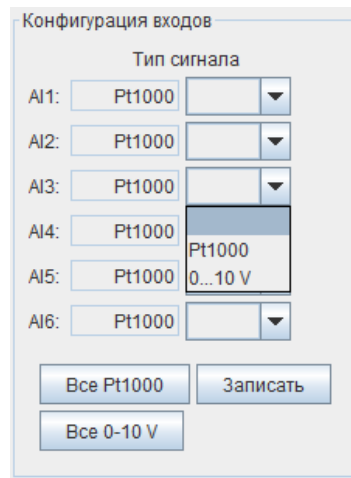 Конфигурация входов
Тип сигнала
AI1: Pt1000
AI2: Pt1000
AI3: Pt1000
AI4: Pt1000
Pt1000
AI5: Pt1000 0...10 V
AI6: Pt1000
Все Pt1000 Записать
Все 0-10 V